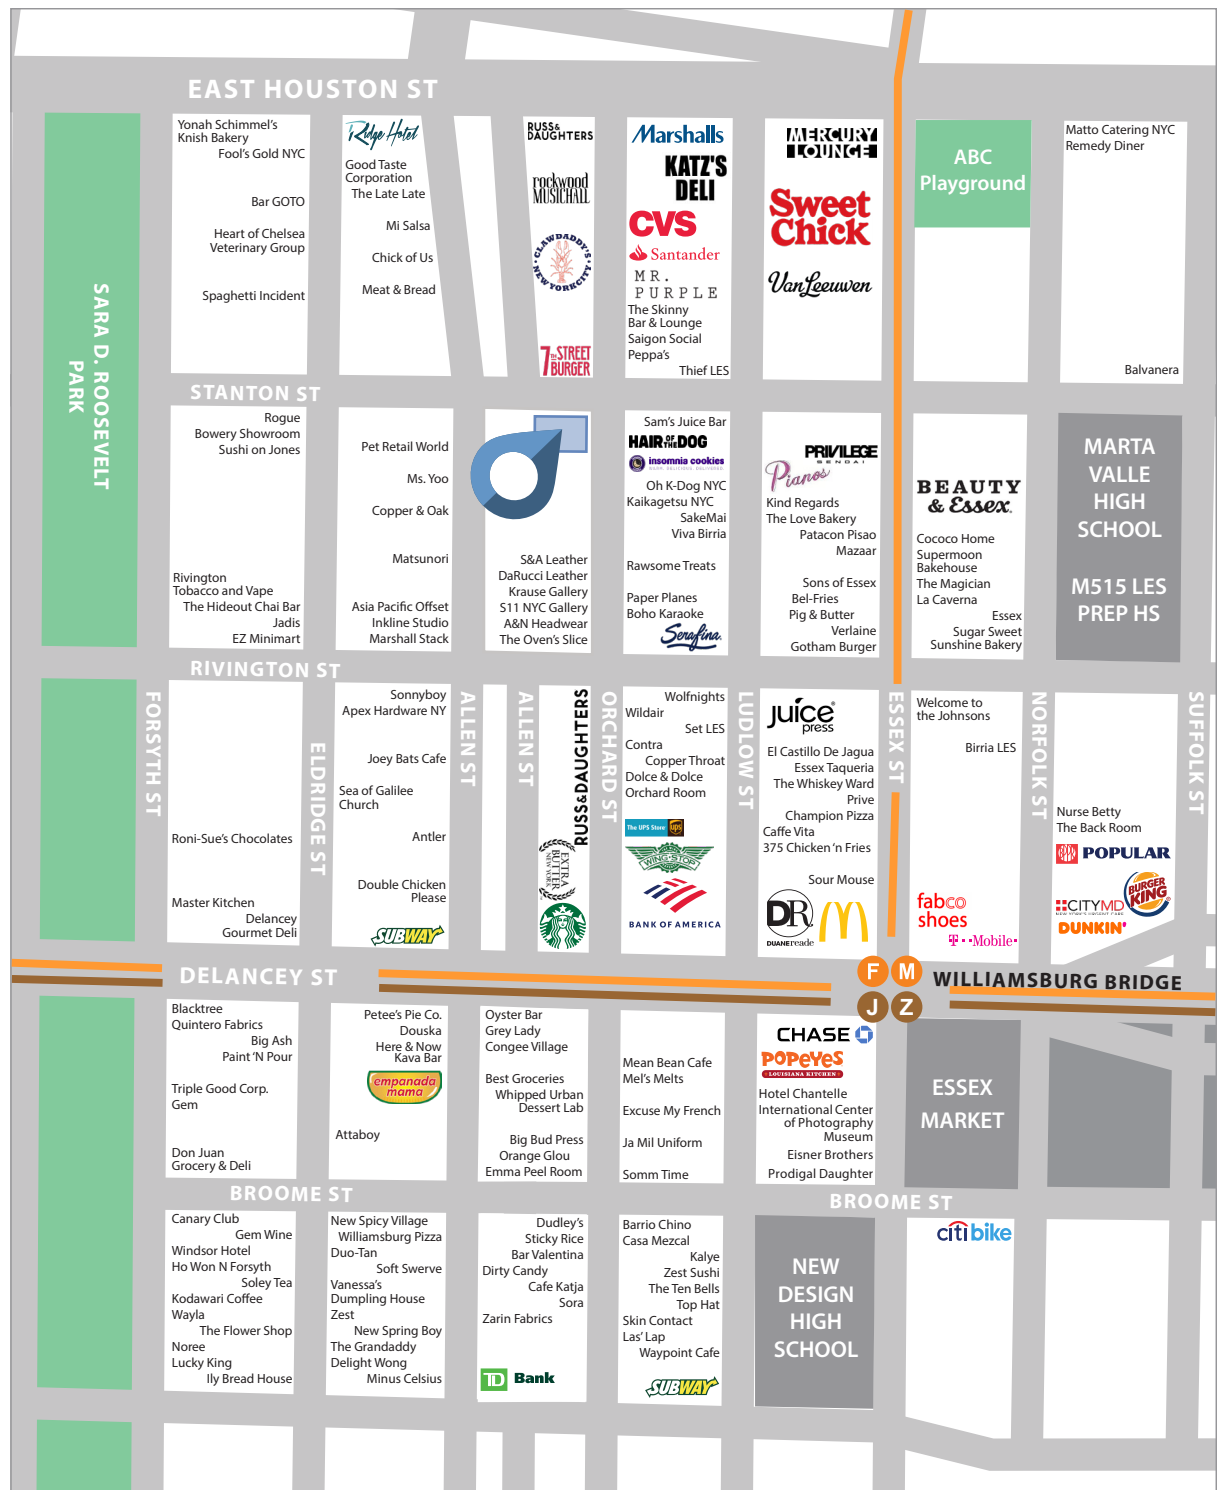 EAST HOUSTON ST
Yonah Schimmel's
Knish Bakery
Fool's Gold NYC
Bar GOTO
Heart of Chelsea
Veterinary Group
Spaghetti Incident
Ridge Hotel
Good Taste
Corporation
The Late Late
Mi Salsa
Chick of Us
Meat & Bread
RUSS&
DAUGHTERS
rockwood
MUSIC HALL
CLAWDADDY'S
NEW YORK CITY
7TH STREET
BURGER
Marshalls
KATZ'S
DELI
CVS
Santander
MR.
PURPLE
The Skinny
Bar & Lounge
Saigon Social
Peppa's
Thief LES
MERCURY
LOUNGE
Sweet
Chick
Van Leeuwen
ABC
Playground
Matto Catering NYC
Remedy Diner
Balvanera
SARA D. ROOSEVELT
PARK
STANTON ST
Rogue
Bowery Showroom
Sushi on Jones
Rivington
Tobacco and Vape
The Hideout Chai Bar
Jadis
EZ Minimart
Pet Retail World
Ms. Yoo
Copper & Oak
Matsunori
Asia Pacific Offset
Inkline Studio
Marshall Stack
S&A Leather
DaRucci Leather
Krause Gallery
S11 NYC Gallery
A&N Headwear
The Oven's Slice
Sam's Juice Bar
HAIR OF THE DOG
insomnia cookies
WARM. DELICIOUS. DELIVERED.
Oh K-Dog NYC
Kaikagetsu NYC
SakeMai
Viva Birria
Rawsome Treats
Paper Planes
Boho Karaoke
Serafina.
PRIVILEGE
BENDAI
Pianos
Kind Regards
The Love Bakery
Patacon Pisao
Mazaar
Sons of Essex
Bel-Fries
Pig & Butter
Verlaine
Gotham Burger
BEAUTY
& Essex.
Cococo Home
Supermoon
Bakehouse
The Magician
La Caverna
Essex
Sugar Sweet
Sunshine Bakery
MARTA
VALLE
HIGH
SCHOOL
M515 LES
PREP HS
RIVINGTON ST
FORSYTH ST
ELDRIDGE ST
ALLEN ST
ALLEN ST
ORCHARD ST
LUDLOW ST
ESSEX ST
NORFOLK ST
SUFFOLK ST
Roni-Sue's Chocolates
Master Kitchen
Delancey
Gourmet Deli
Sonnyboy
Apex Hardware NY
Joey Bats Cafe
Sea of Galilee
Church
Antler
Double Chicken
Please
SUBWAY
RUSS&DAUGHTERS
EXTRA
BUTTER
NEW YORK
Wolfnights
Wildair
Set LES
Contra
Copper Throat
Dolce & Dolce
Orchard Room
The UPS Store ups
WING·STOP
BANK OF AMERICA
juice
press
El Castillo De Jagua
Essex Taqueria
The Whiskey Ward
Prive
Champion Pizza
Caffe Vita
375 Chicken 'n Fries
Sour Mouse
DR
DUANEreade
Welcome to
the Johnsons
Birria LES
fabco
shoes
T··Mobile·
Nurse Betty
The Back Room
POPULAR
CITYMD
NEW YORK'S URGENT CARE
BURGER
KING
DUNKIN'
DELANCEY ST
F M
J Z
WILLIAMSBURG BRIDGE
Blacktree
Quintero Fabrics
Big Ash
Paint 'N Pour
Triple Good Corp.
Gem
Don Juan
Grocery & Deli
Petee's Pie Co.
Douska
Here & Now
Kava Bar
empanada
mama
Attaboy
Oyster Bar
Grey Lady
Congee Village
Best Groceries
Whipped Urban
Dessert Lab
Big Bud Press
Orange Glou
Emma Peel Room
Mean Bean Cafe
Mel's Melts
Excuse My French
Ja Mil Uniform
Somm Time
CHASE
POPEYES
LOUISIANA KITCHEN
Hotel Chantelle
International Center
of Photography
Museum
Eisner Brothers
Prodigal Daughter
ESSEX
MARKET
BROOME ST
BROOME ST
Canary Club
Gem Wine
Windsor Hotel
Ho Won N Forsyth
Soley Tea
Kodawari Coffee
Wayla
The Flower Shop
Noree
Lucky King
Ily Bread House
New Spicy Village
Williamsburg Pizza
Duo-Tan
Soft Swerve
Vanessa's
Dumpling House
Zest
New Spring Boy
The Grandaddy
Delight Wong
Minus Celsius
Dudley's
Sticky Rice
Bar Valentina
Dirty Candy
Cafe Katja
Sora
Zarin Fabrics
TD Bank
Barrio Chino
Casa Mezcal
Kalye
Zest Sushi
The Ten Bells
Top Hat
Skin Contact
Las' Lap
Waypoint Cafe
SUBWAY
NEW
DESIGN
HIGH
SCHOOL
citi bike